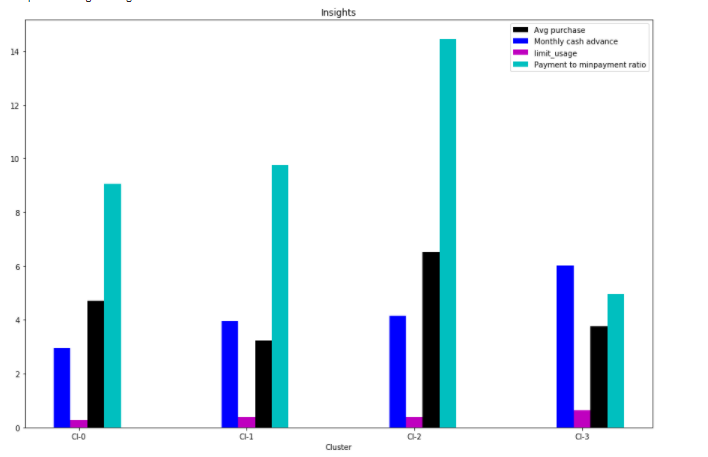 Insights
Avg purchase
Monthly cash advance
limit_usage
Payment to minpayment ratio
14
12
10
8
6
4
2
0
Cl-0 Cl-1 Cl-2 Cl-3
Cluster